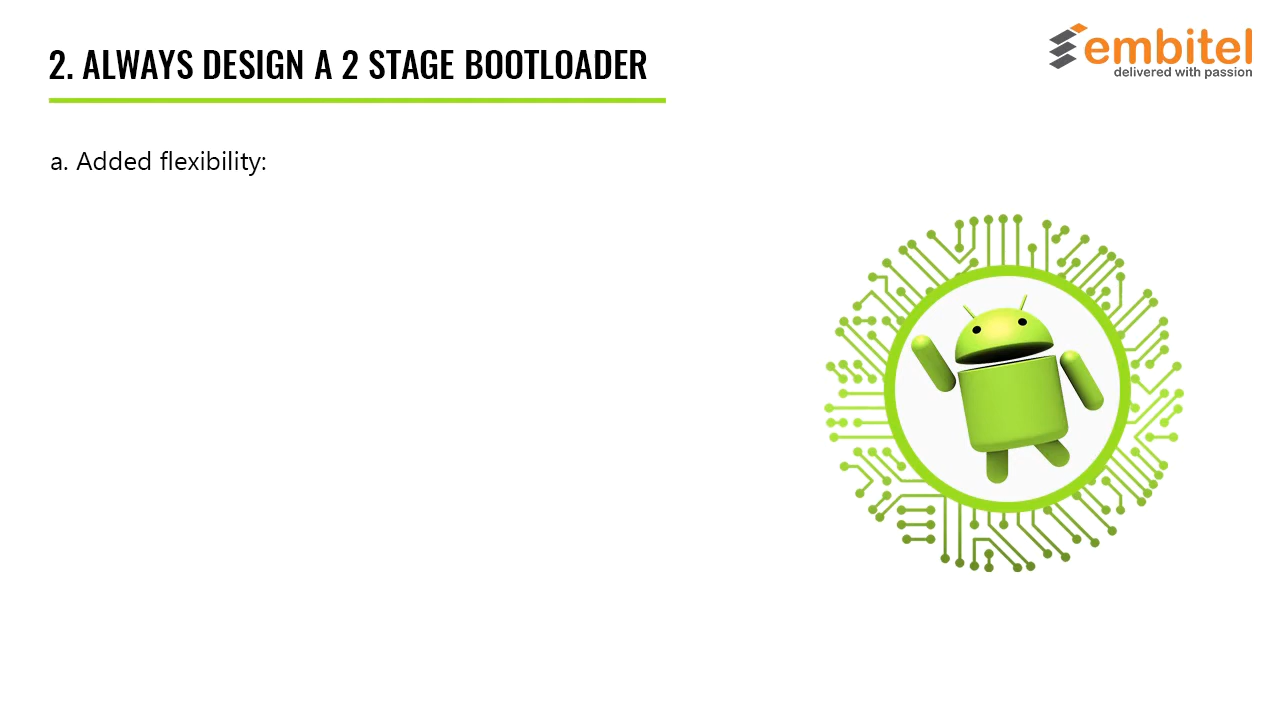 2. ALWAYS DESIGN A 2 STAGE BOOTLOADER
embitel
delivered with passion
a. Added flexibility: